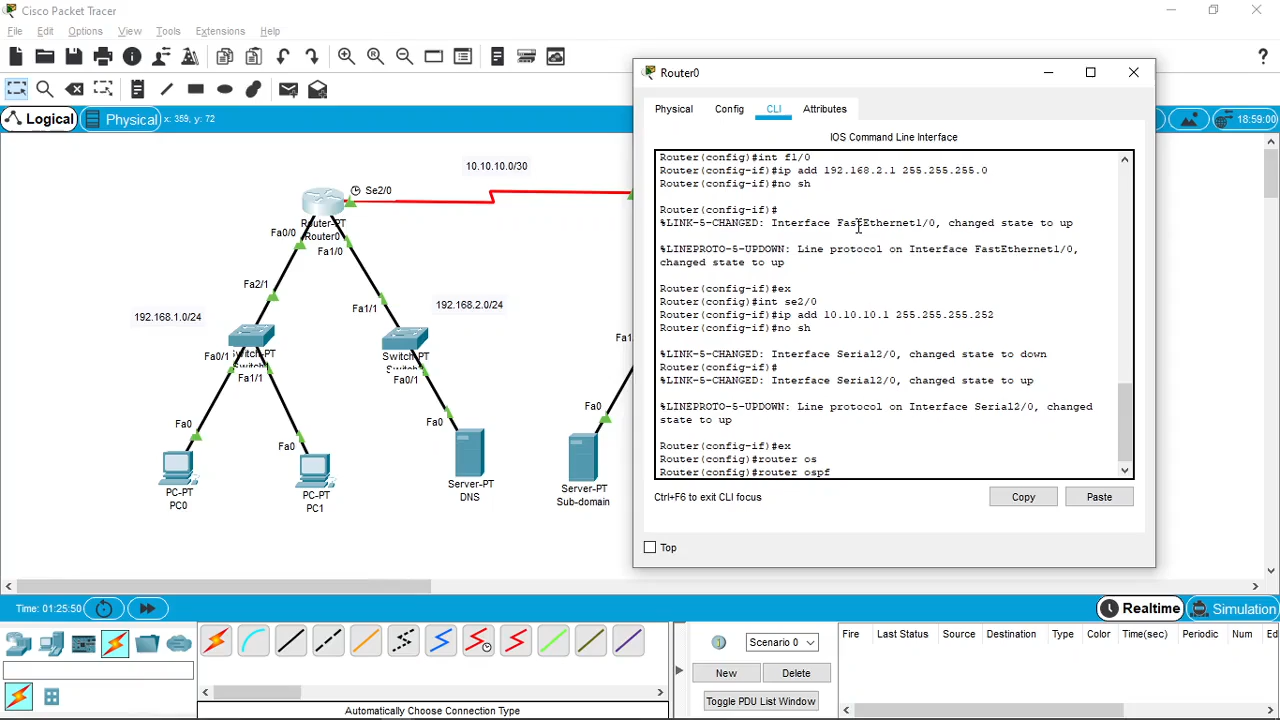 Cisco Packet Tracer
File Edit Options View Tools Extensions Help
Logical Physical x: 359, y: 72
18:59:00
10.10.10.0/30
Se2/0
Router-PT
Router0
Fa0/0
Fa1/0
Fa2/1
Fa1/1
192.168.1.0/24
192.168.2.0/24
Switch-PT
Fa0/1
Fa1/1
Switch-PT
Fa0/1
Fa0
Fa0
Fa0
Fa0
PC-PT
PC0
PC-PT
PC1
Server-PT
DNS
Server-PT
Sub-domain
Router0
Physical Config CLI Attributes
IOS Command Line Interface
Router(config)#int f1/0
Router(config-if)#ip add 192.168.2.1 255.255.255.0
Router(config-if)#no sh
Router(config-if)#
%LINK-5-CHANGED: Interface FastEthernet1/0, changed state to up
%LINEPROTO-5-UPDOWN: Line protocol on Interface FastEthernet1/0,
changed state to up
Router(config-if)#ex
Router(config)#int se2/0
Router(config-if)#ip add 10.10.10.1 255.255.255.252
Router(config-if)#no sh
%LINK-5-CHANGED: Interface Serial2/0, changed state to down
Router(config-if)#
%LINK-5-CHANGED: Interface Serial2/0, changed state to up
%LINEPROTO-5-UPDOWN: Line protocol on Interface Serial2/0, changed
state to up
Router(config-if)#ex
Router(config)#router os
Router(config)#router ospf
Ctrl+F6 to exit CLI focus
Copy Paste
Top
Time: 01:25:50
Realtime Simulation
Scenario 0
New Delete
Toggle PDU List Window
Fire Last Status Source Destination Type Color Time(sec) Periodic Num Ed
Automatically Choose Connection Type